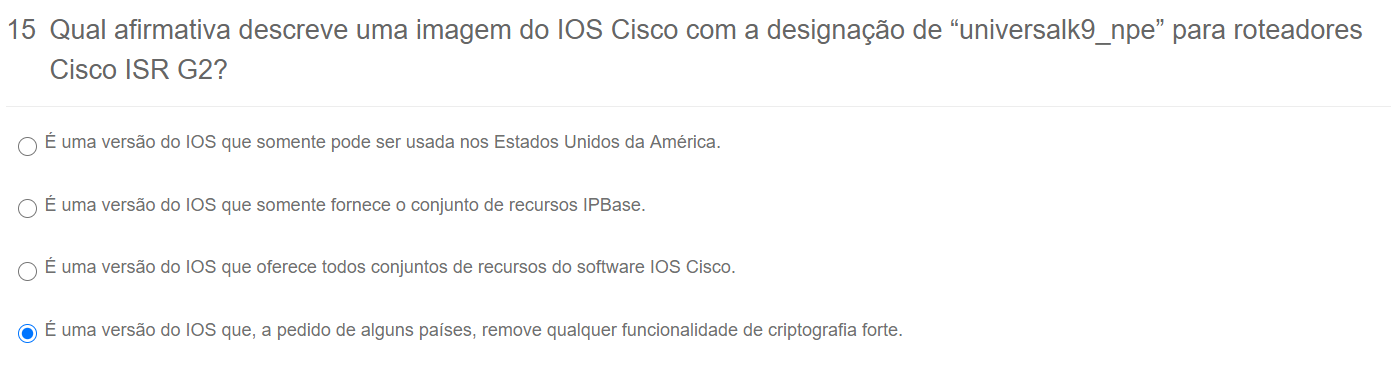 15 Qual afirmativa descreve uma imagem do IOS Cisco com a designação de “universalk9_npe” para roteadores
Cisco ISR G2?
É uma versão do IOS que somente pode ser usada nos Estados Unidos da América.
É uma versão do IOS que somente fornece o conjunto de recursos IPBase.
É uma versão do IOS que oferece todos conjuntos de recursos do software IOS Cisco.
É uma versão do IOS que, a pedido de alguns países, remove qualquer funcionalidade de criptografia forte.